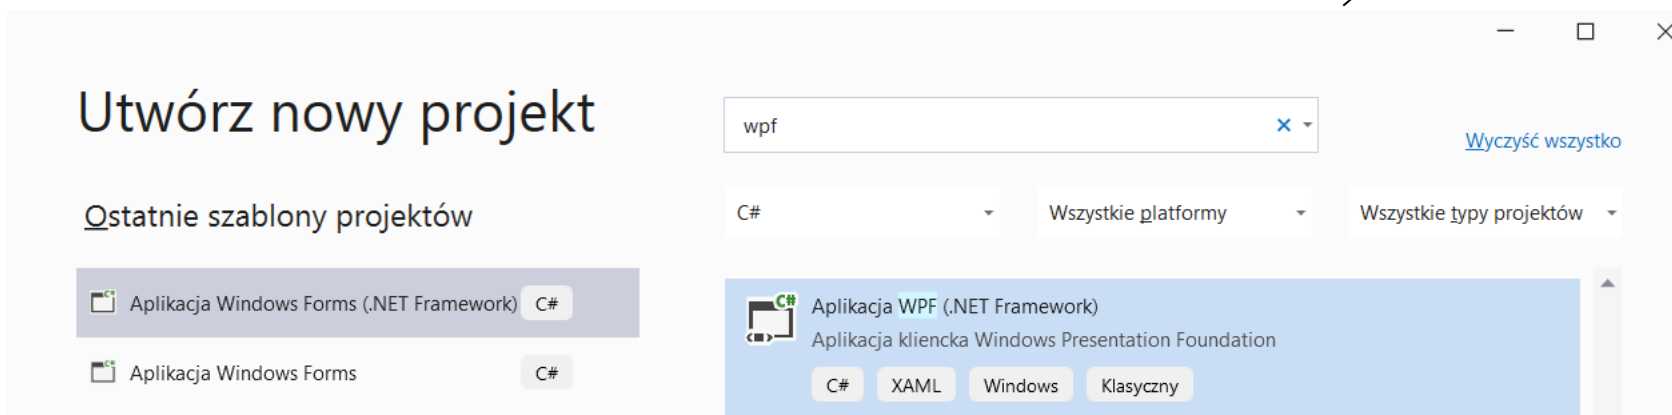 Utwórz nowy projekt
wpf
Wyczyść wszystko
Ostatnie szablony projektów
C#
Wszystkie platformy
Wszystkie typy projektów
Aplikacja Windows Forms (.NET Framework) C#
Aplikacja Windows Forms C#
C#
Aplikacja WPF (.NET Framework)
Aplikacja kliencka Windows Presentation Foundation
C# XAML Windows Klasyczny